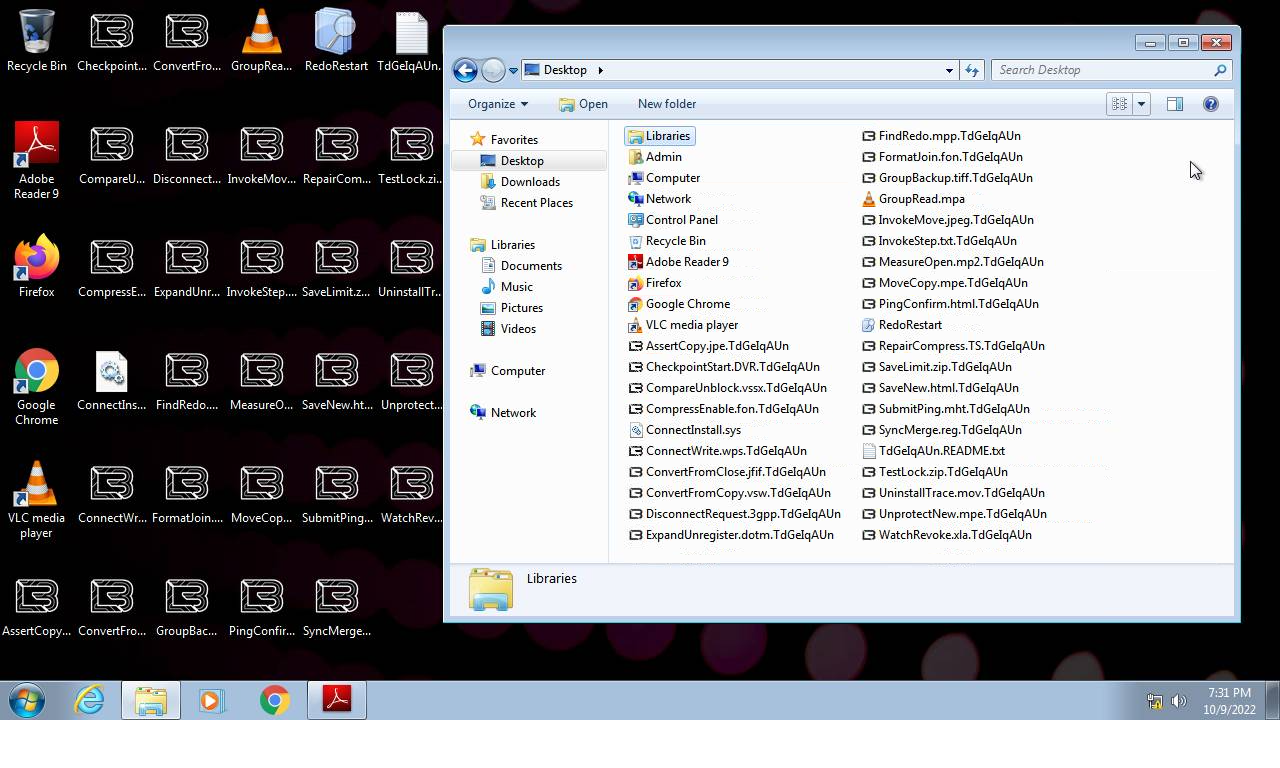 Recycle Bin
Checkpoint...
ConvertFro...
GroupRea...
RedoRestart
TdGeIqAUn.
Adobe
Reader 9
CompareU...
Disconnect...
InvokeMov...
RepairCom...
TestLock.zi...
Firefox
CompressE...
ExpandUnr...
InvokeStep....
SaveLimit.z...
UninstallTr...
Google
Chrome
ConnectIns...
FindRedo....
MeasureO...
SaveNew.ht...
Unprotect...
VLC media
player
ConnectWr...
FormatJoin....
MoveCop...
SubmitPing...
WatchRev...
AssertCopy...
ConvertFro...
GroupBac...
PingConfir...
SyncMerge...
Desktop
Search Desktop
Organize
Open
New folder
Favorites
Desktop
Downloads
Recent Places
Libraries
Documents
Music
Pictures
Videos
Computer
Network
Libraries
Admin
Computer
Network
Control Panel
Recycle Bin
Adobe Reader 9
Firefox
Google Chrome
VLC media player
AssertCopy.jpe.TdGeIqAUn
CheckpointStart.DVR.TdGeIqAUn
CompareUnblock.vssx.TdGeIqAUn
CompressEnable.fon.TdGeIqAUn
ConnectInstall.sys
ConnectWrite.wps.TdGeIqAUn
ConvertFromClose.jfif.TdGeIqAUn
ConvertFromCopy.vsw.TdGeIqAUn
DisconnectRequest.3gpp.TdGeIqAUn
ExpandUnregister.dotm.TdGeIqAUn
FindRedo.mpp.TdGeIqAUn
FormatJoin.fon.TdGeIqAUn
GroupBackup.tiff.TdGeIqAUn
GroupRead.mpa
InvokeMove.jpeg.TdGeIqAUn
InvokeStep.txt.TdGeIqAUn
MeasureOpen.mp2.TdGeIqAUn
MoveCopy.mpe.TdGeIqAUn
PingConfirm.html.TdGeIqAUn
RedoRestart
RepairCompress.TS.TdGeIqAUn
SaveLimit.zip.TdGeIqAUn
SaveNew.html.TdGeIqAUn
SubmitPing.mht.TdGeIqAUn
SyncMerge.reg.TdGeIqAUn
TdGeIqAUn.README.txt
TestLock.zip.TdGeIqAUn
UninstallTrace.mov.TdGeIqAUn
UnprotectNew.mpe.TdGeIqAUn
WatchRevoke.xla.TdGeIqAUn
Libraries
7:31 PM
10/9/2022